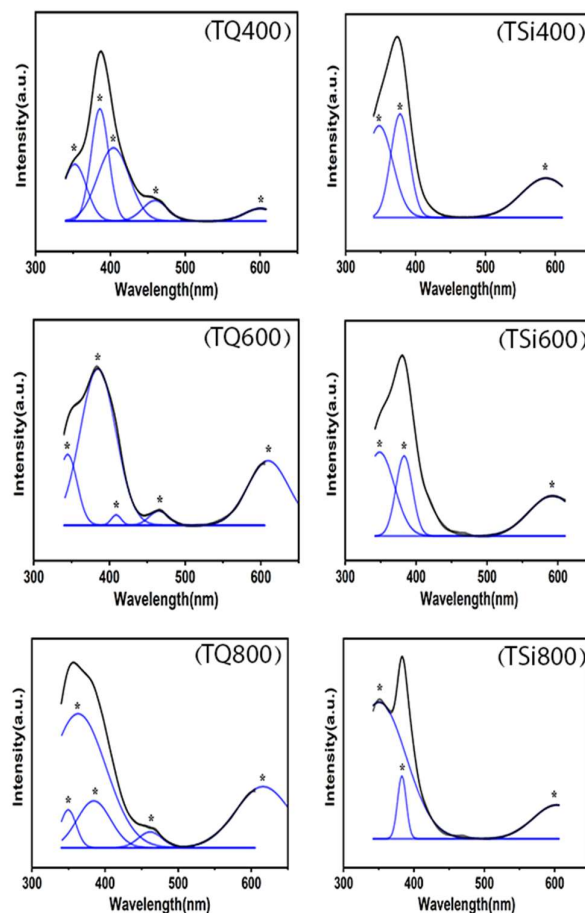 (TQ400)
*
*
*
*
*
Intensity(a.u.)
300 400 500 600
Wavelength(nm)
(TSi400)
*
*
*
Intensity(a.u.)
300 400 500 600
Wavelength(nm)
(TQ600)
*
*
*
*
*
Intensity(a.u.)
300 400 500 600
Wavelength(nm)
(TSi600)
*
*
*
Intensity(a.u.)
300 400 500 600
Wavelength(nm)
(TQ800)
*
*
*
*
*
Intensity(a.u.)
300 400 500 600
Wavelength(nm)
(TSi800)
*
*
*
Intensity(a.u.)
300 400 500 600
Wavelength(nm)